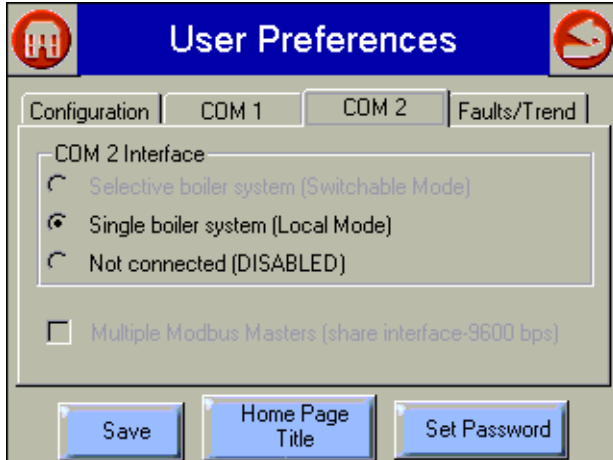 User Preferences
Configuration COM 1 COM 2 Faults/Trend
COM 2 Interface
Selective boiler system (Switchable Mode)
Single boiler system (Local Mode)
Not connected (DISABLED)
Multiple Modbus Masters (share interface-9600 bps)
Save
Home Page
Title
Set Password